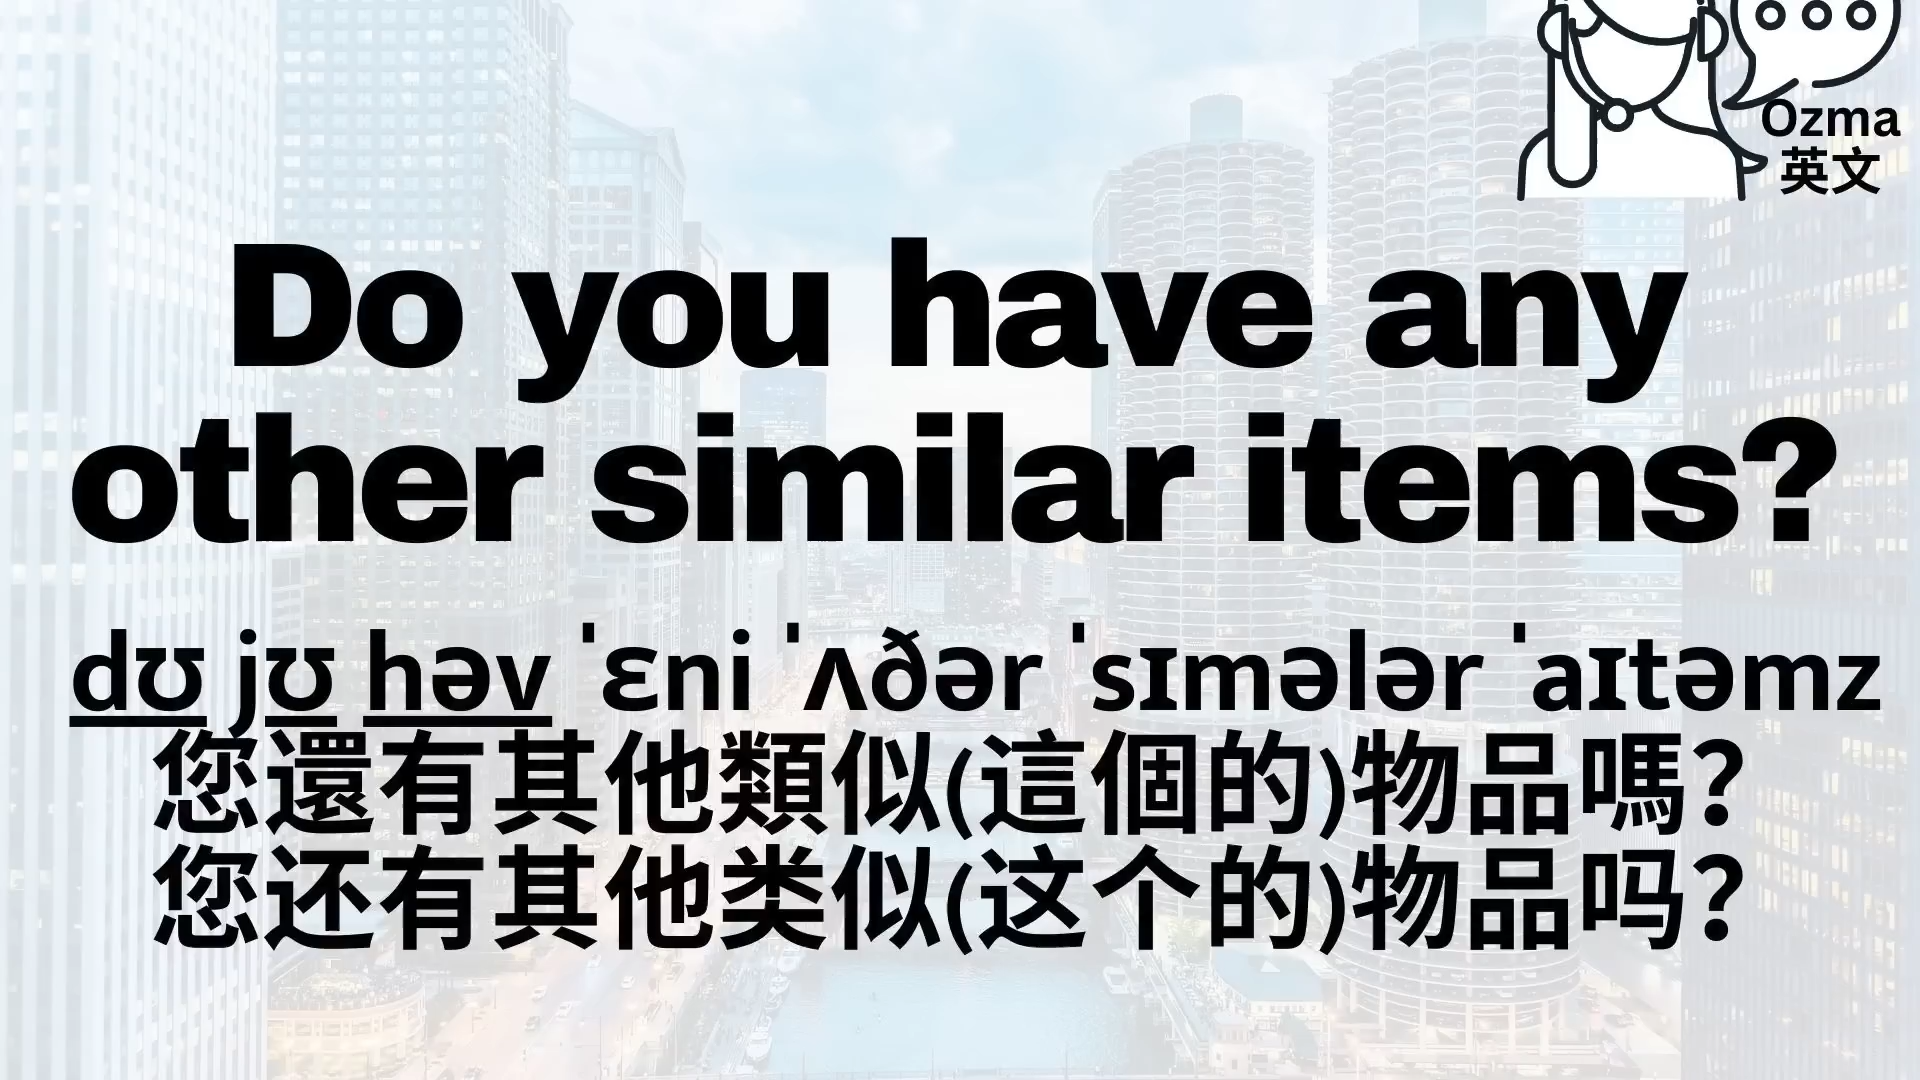 Ozma
英文
Do you have any
other similar items?
dʊ jʊ həv ˈɛni ˈʌðər ˈsɪmələr ˈaɪtəmz
您還有其他類似(這個的)物品嗎?
您还有其他类似(这个的)物品吗?